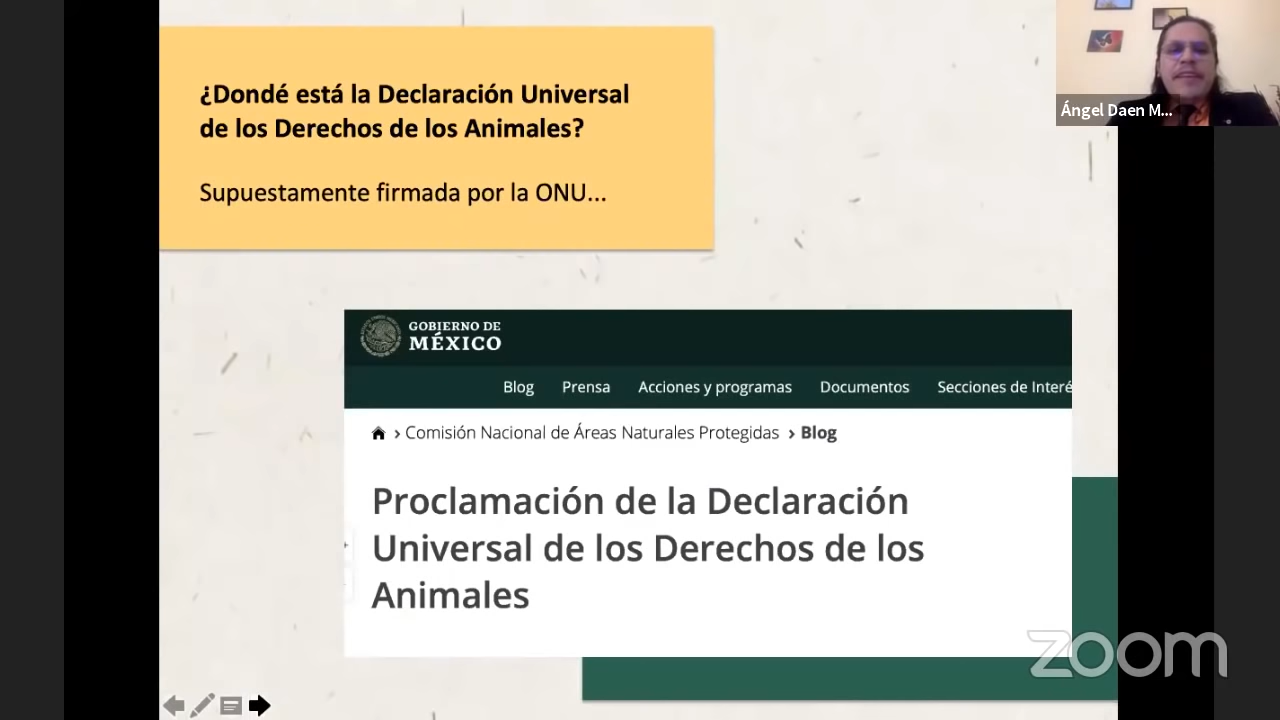 ¿Dondé está la Declaración Universal
de los Derechos de los Animales?
Supuestamente firmada por la ONU...
Ángel Daen M...
GOBIERNO DE
MÉXICO
Blog Prensa Acciones y programas Documentos Secciones de Interé
› Comisión Nacional de Áreas Naturales Protegidas › Blog
Proclamación de la Declaración
Universal de los Derechos de los
Animales
zoom